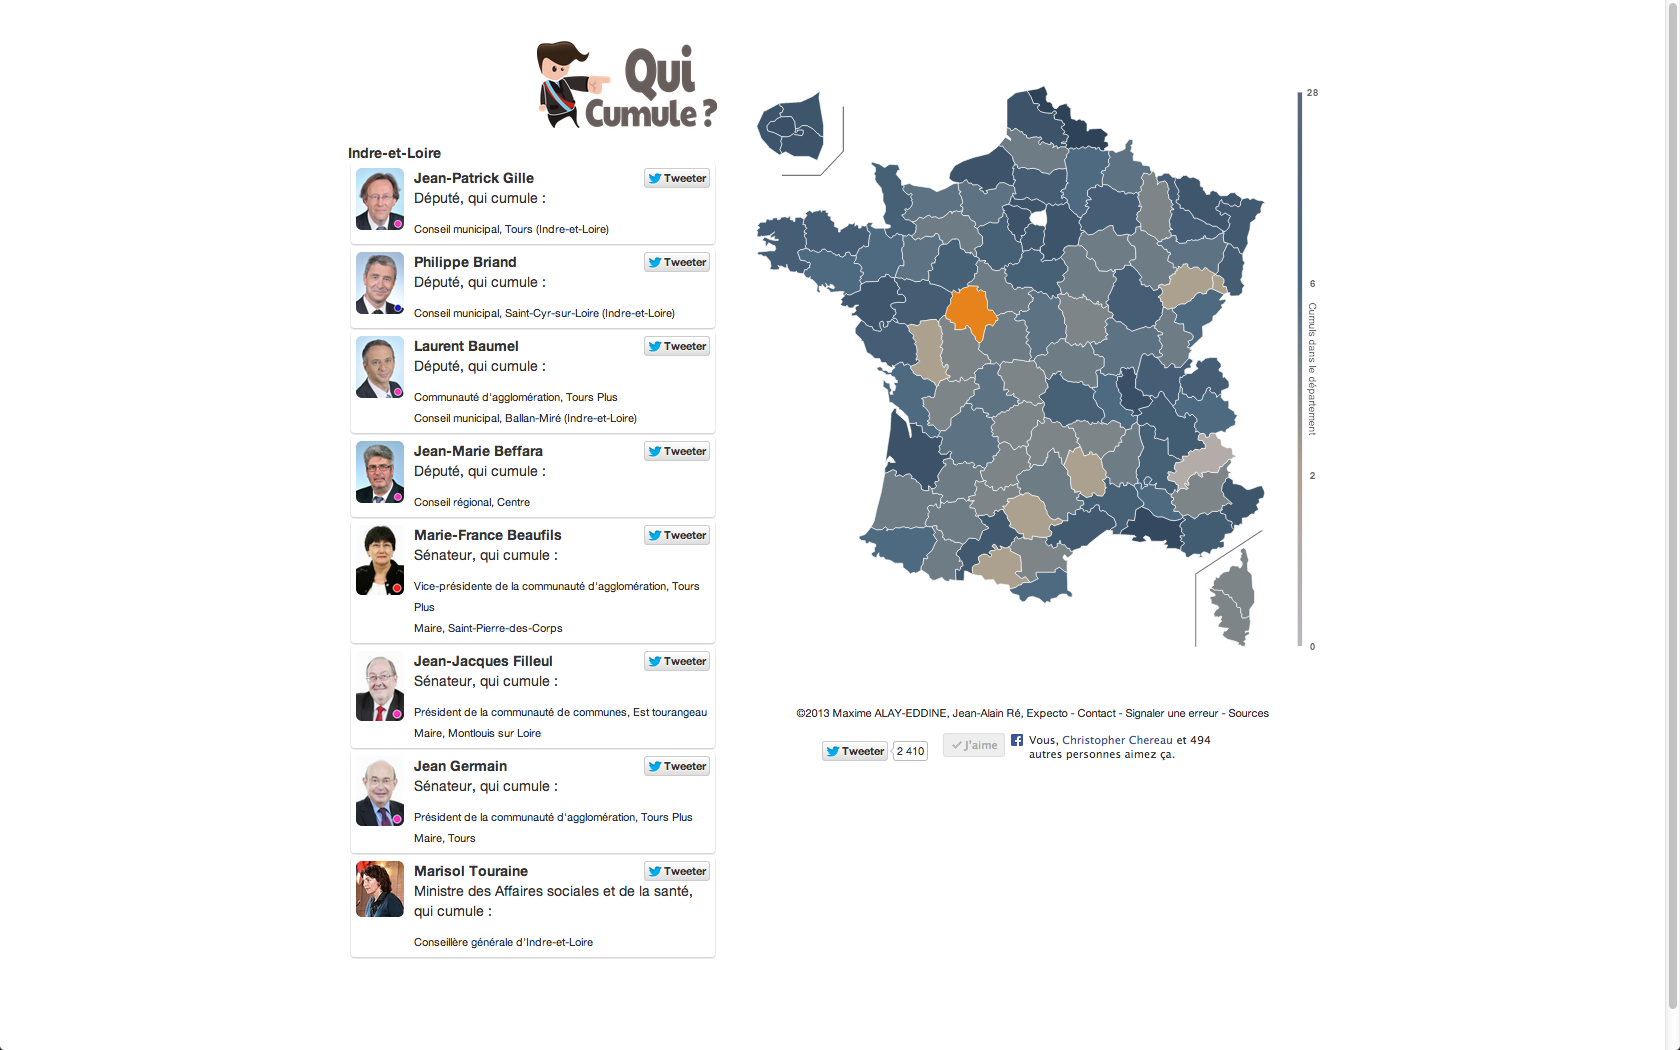 Qui
Cumule ?
Indre-et-Loire
Jean-Patrick Gille
Tweeter
Député, qui cumule :
Conseil municipal, Tours (Indre-et-Loire)
Philippe Briand
Tweeter
Député, qui cumule :
Conseil municipal, Saint-Cyr-sur-Loire (Indre-et-Loire)
Laurent Baumel
Tweeter
Député, qui cumule :
Communauté d'agglomération, Tours Plus
Conseil municipal, Ballan-Miré (Indre-et-Loire)
Jean-Marie Beffara
Tweeter
Député, qui cumule :
Conseil régional, Centre
Marie-France Beaufils
Tweeter
Sénateur, qui cumule :
Vice-présidente de la communauté d'agglomération, Tours
Plus
Maire, Saint-Pierre-des-Corps
Jean-Jacques Filleul
Tweeter
Sénateur, qui cumule :
Président de la communauté de communes, Est tourangeau
Maire, Montlouis sur Loire
Jean Germain
Tweeter
Sénateur, qui cumule :
Président de la communauté d'agglomération, Tours Plus
Maire, Tours
Marisol Touraine
Tweeter
Ministre des Affaires sociales et de la santé,
qui cumule :
Conseillère générale d'Indre-et-Loire
28
6
Cumuls dans le département
2
0
©2013 Maxime ALAY-EDDINE, Jean-Alain Ré, Expecto - Contact - Signaler une erreur - Sources
Tweeter 2 410
J'aime
Vous, Christopher Chereau et 494
autres personnes aimez ça.